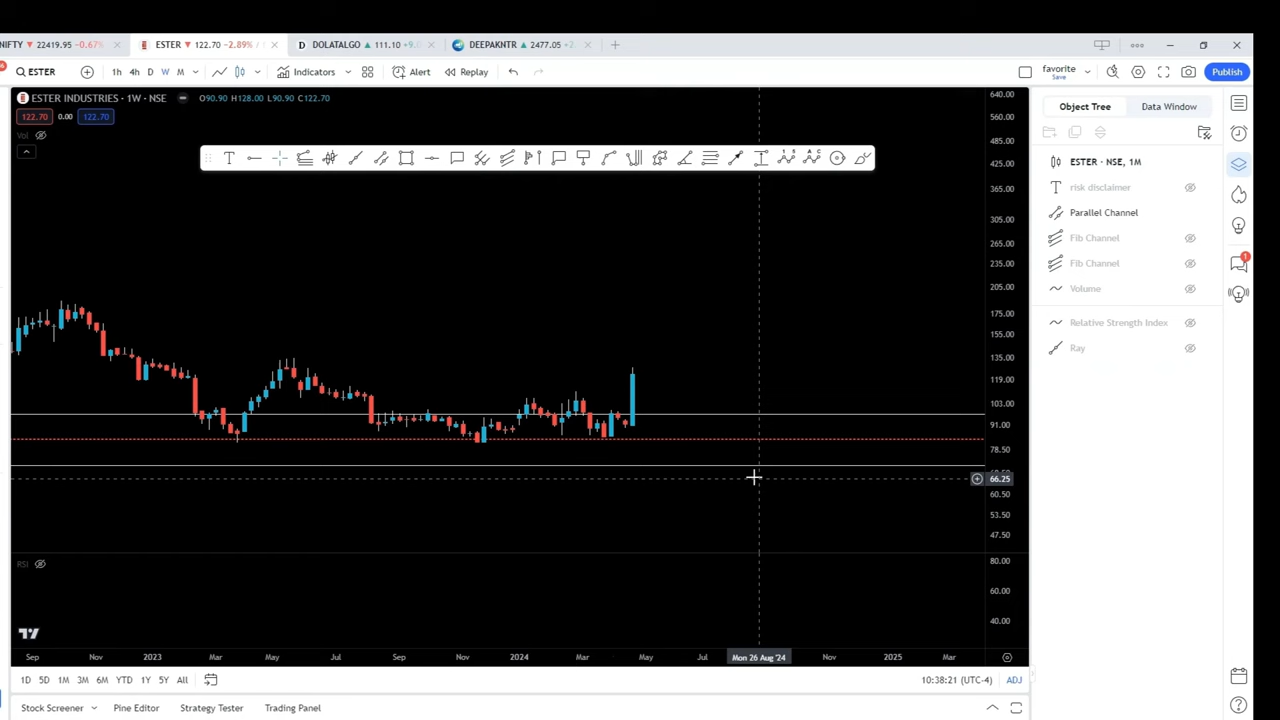 NIFTY ▼ 22419.95 -0.67%
ESTER ▼ 122.70 -2.89%
DOLATALGO ▲ 111.10 +9.
DEEPAKNTR ▲ 2477.05 +2.
ESTER
1h 4h D W M
Indicators
Alert
Replay
favorite
Save
Publish
ESTER INDUSTRIES · 1W · NSE O90.90 H128.00 L90.90 C122.70
122.70 0.00 122.70
Vol
640.00
560.00
485.00
425.00
365.00
305.00
265.00
235.00
205.00
175.00
155.00
135.00
119.00
103.00
91.00
78.50
66.25
60.50
53.50
47.50
RSI
80.00
60.00
40.00
Sep Nov 2023 Mar May Jul Sep Nov 2024 Mar May Jul Mon 26 Aug '24 Nov 2025 Mar
1D 5D 1M 3M 6M YTD 1Y 5Y All
10:38:21 (UTC-4) ADJ
Stock Screener Pine Editor Strategy Tester Trading Panel
Object Tree Data Window
ESTER · NSE, 1M
risk disclaimer
Parallel Channel
Fib Channel
Fib Channel
Volume
Relative Strength Index
Ray
1